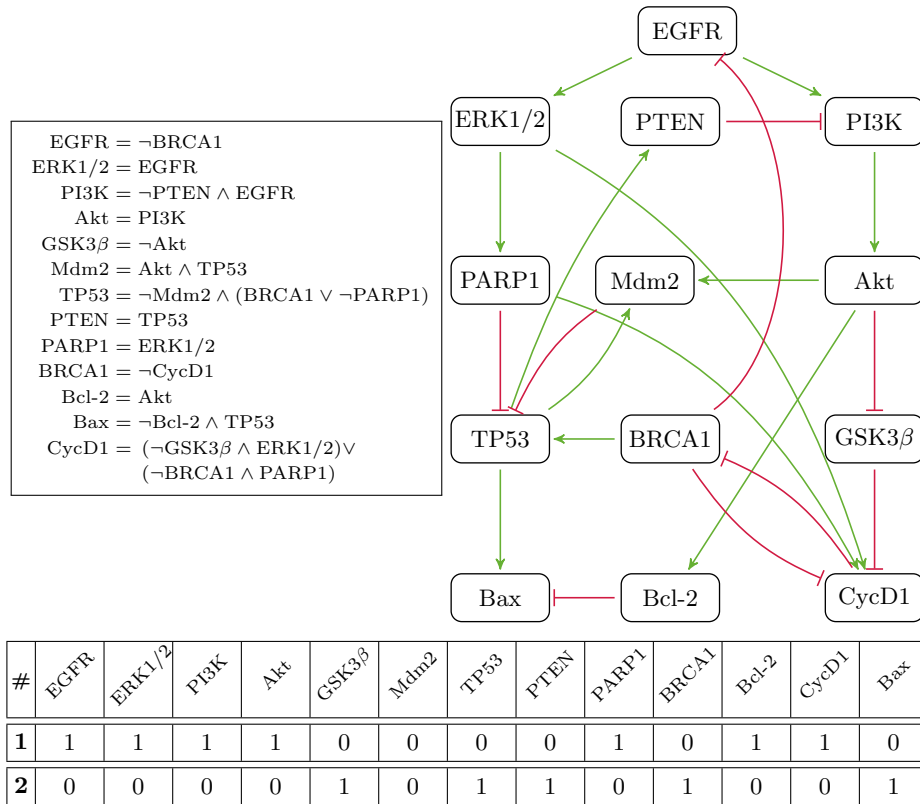 EGFR
ERK1/2 PTEN PI3K
EGFR = ¬BRCA1
ERK1/2 = EGFR
PI3K = ¬PTEN ∧ EGFR
Akt = PI3K
GSK3β = ¬Akt
Mdm2 = Akt ∧ TP53
TP53 = ¬Mdm2 ∧ (BRCA1 ∨ ¬PARP1)
PTEN = TP53
PARP1 = ERK1/2
BRCA1 = ¬CycD1
Bcl-2 = Akt
Bax = ¬Bcl-2 ∧ TP53
CycD1 = (¬GSK3β ∧ ERK1/2)∨
(¬BRCA1 ∧ PARP1)
PARP1 Mdm2 Akt
TP53 BRCA1 GSK3β
Bax Bcl-2 CycD1
# EGFR ERK1/2 PI3K Akt GSK3β Mdm2 TP53 PTEN PARP1 BRCA1 Bcl-2 CycD1 Bax
1 1 1 1 1 0 0 0 0 1 0 1 1 0
2 0 0 0 0 1 0 1 1 0 1 0 0 1